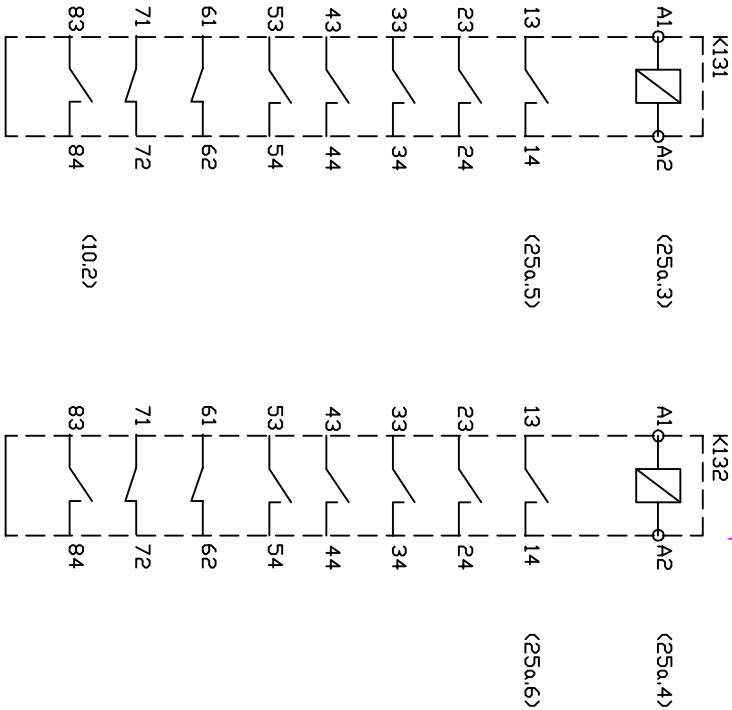 K131
A1 A2 (25a.3)
13 14 (25a.5)
23 24
33 34
43 44
53 54
61 62
71 72
83 84 (10.2)
K132
A1 A2 (25a.4)
13 14 (25a.6)
23 24
33 34
43 44
53 54
61 62
71 72
83 84